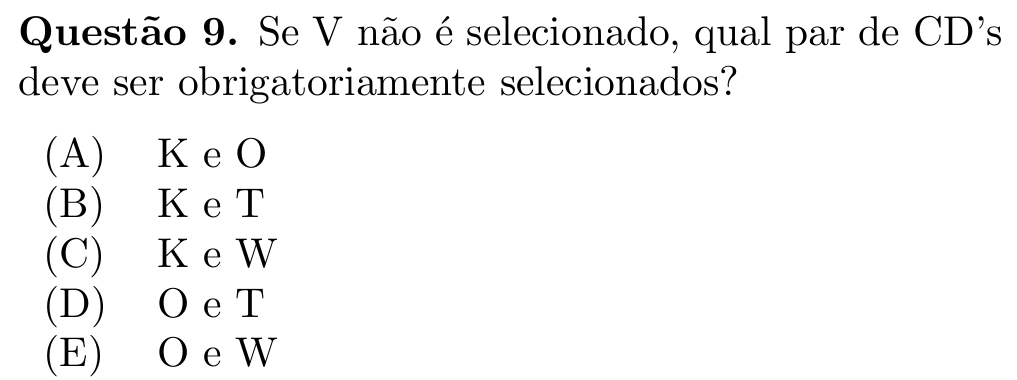 Questão 9. Se V não é selecionado, qual par de CD's
deve ser obrigatoriamente selecionados?
(A) K e O
(B) K e T
(C) K e W
(D) O e T
(E) O e W